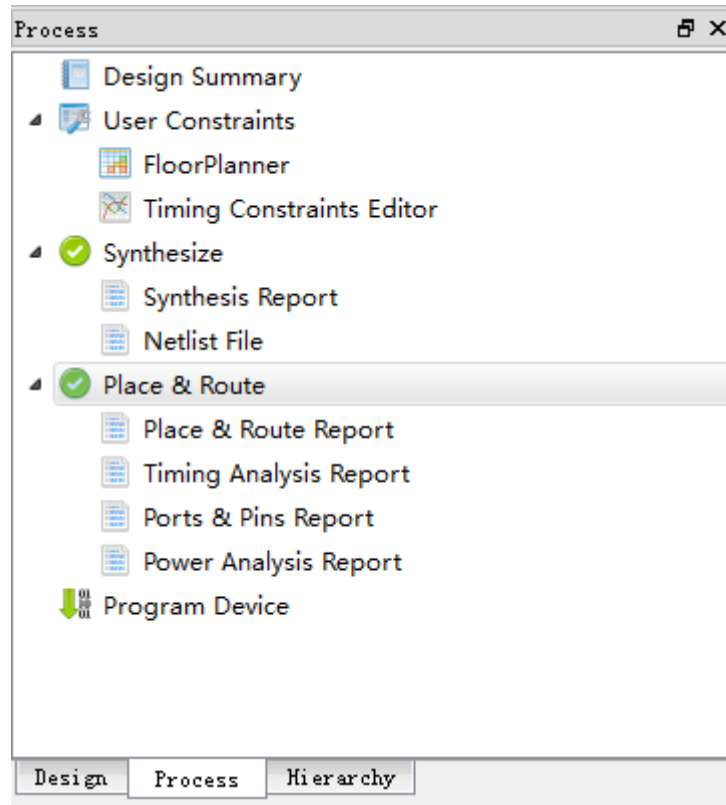 Process
Design Summary
User Constraints
FloorPlanner
Timing Constraints Editor
Synthesize
Synthesis Report
Netlist File
Place & Route
Place & Route Report
Timing Analysis Report
Ports & Pins Report
Power Analysis Report
Program Device
Design Process Hierarchy